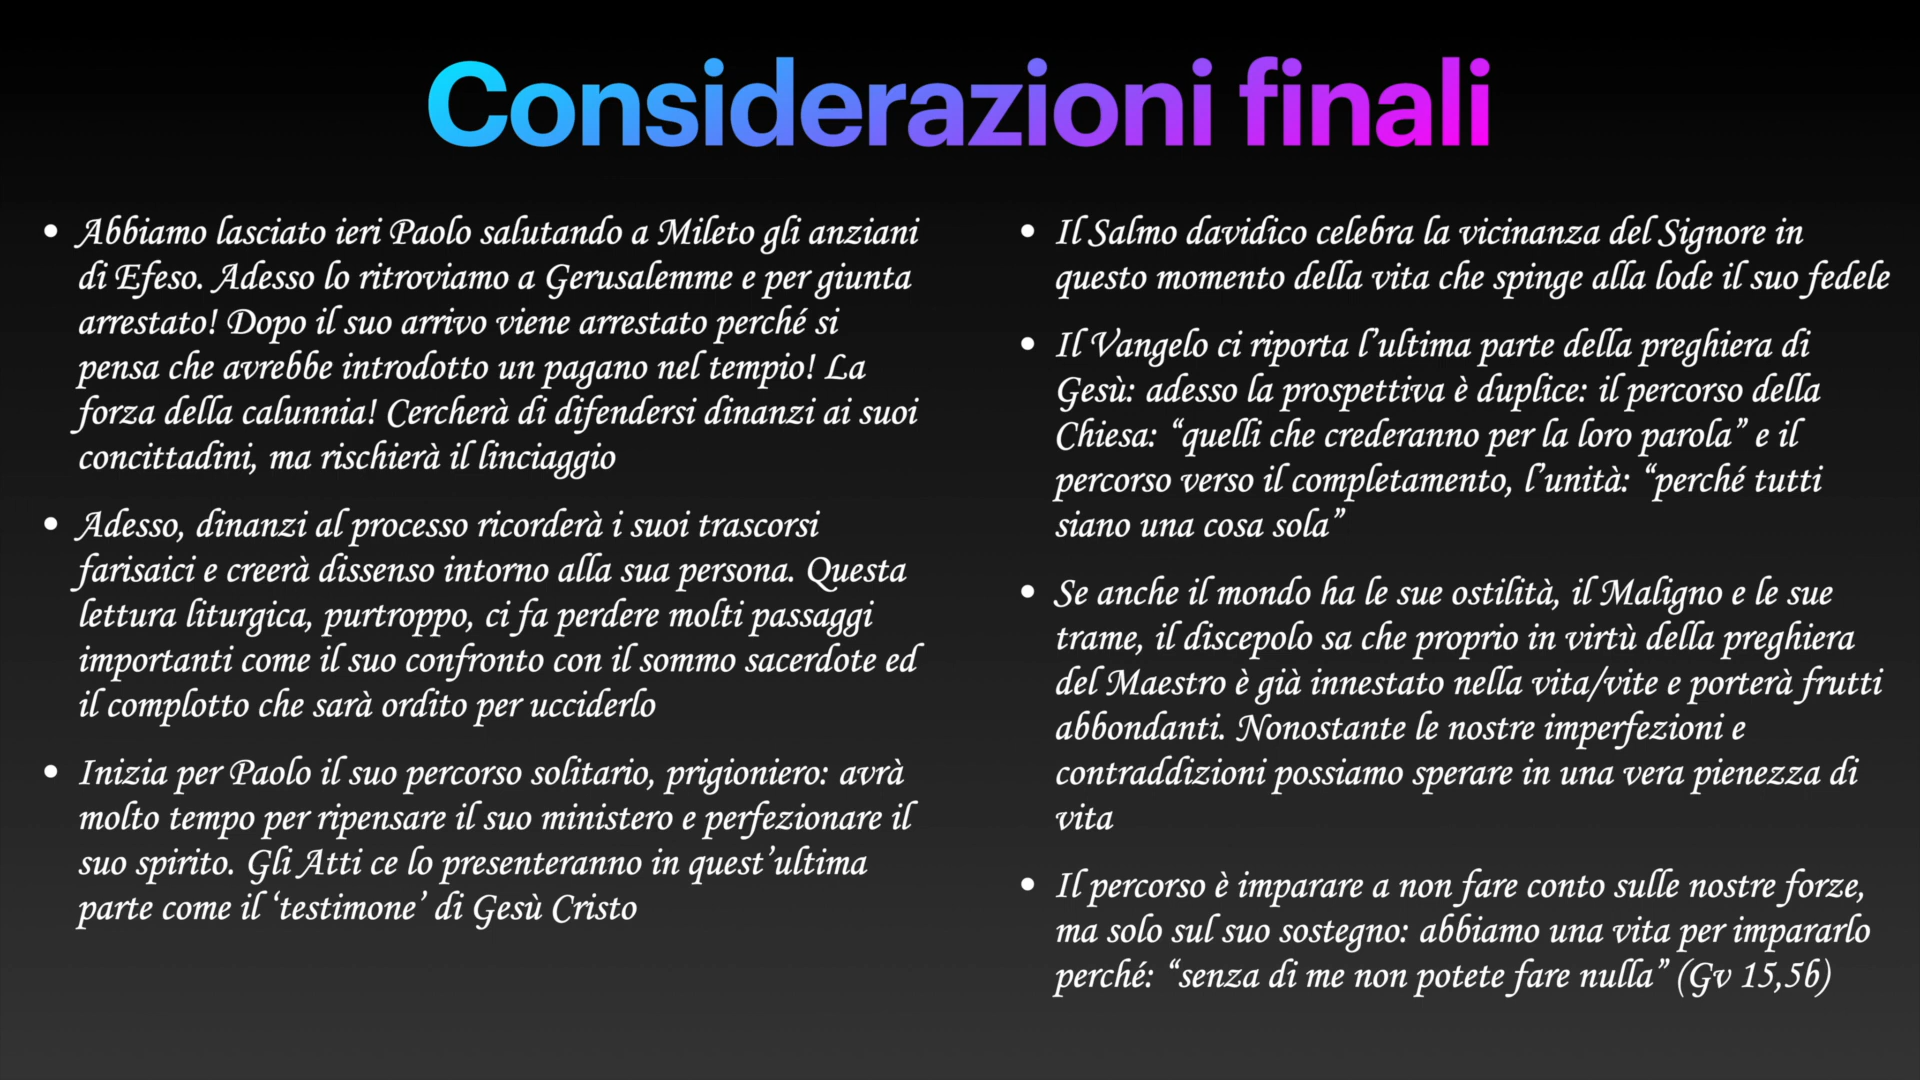 Considerazioni finali
• Abbiamo lasciato ieri Paolo salutando a Mileto gli anziani
di Efeso. Adesso lo ritroviamo a Gerusalemme e per giunta
arrestato! Dopo il suo arrivo viene arrestato perché si
pensa che avrebbe introdotto un pagano nel tempio! La
forza della calunnia! Cercherà di difendersi dinanzi ai suoi
concittadini, ma rischierà il linciaggio
• Adesso, dinanzi al processo ricorderà i suoi trascorsi
farisaici e creerà dissenso intorno alla sua persona. Questa
lettura liturgica, purtroppo, ci fa perdere molti passaggi
importanti come il suo confronto con il sommo sacerdote ed
il complotto che sarà ordito per ucciderlo
• Inizia per Paolo il suo percorso solitario, prigioniero: avrà
molto tempo per ripensare il suo ministero e perfezionare il
suo spirito. Gli Atti ce lo presenteranno in quest’ultima
parte come il ‘testimone’ di Gesù Cristo
• Il Salmo davidico celebra la vicinanza del Signore in
questo momento della vita che spinge alla lode il suo fedele
• Il Vangelo ci riporta l’ultima parte della preghiera di
Gesù: adesso la prospettiva è duplice: il percorso della
Chiesa: “quelli che crederanno per la loro parola” e il
percorso verso il completamento, l’unità: “perché tutti
siano una cosa sola”
• Se anche il mondo ha le sue ostilità, il Maligno e le sue
trame, il discepolo sa che proprio in virtù della preghiera
del Maestro è già innestato nella vita/vite e porterà frutti
abbondanti. Nonostante le nostre imperfezioni e
contraddizioni possiamo sperare in una vera pienezza di
vita
• Il percorso è imparare a non fare conto sulle nostre forze,
ma solo sul suo sostegno: abbiamo una vita per impararlo
perché: “senza di me non potete fare nulla” (Gv 15,5b)